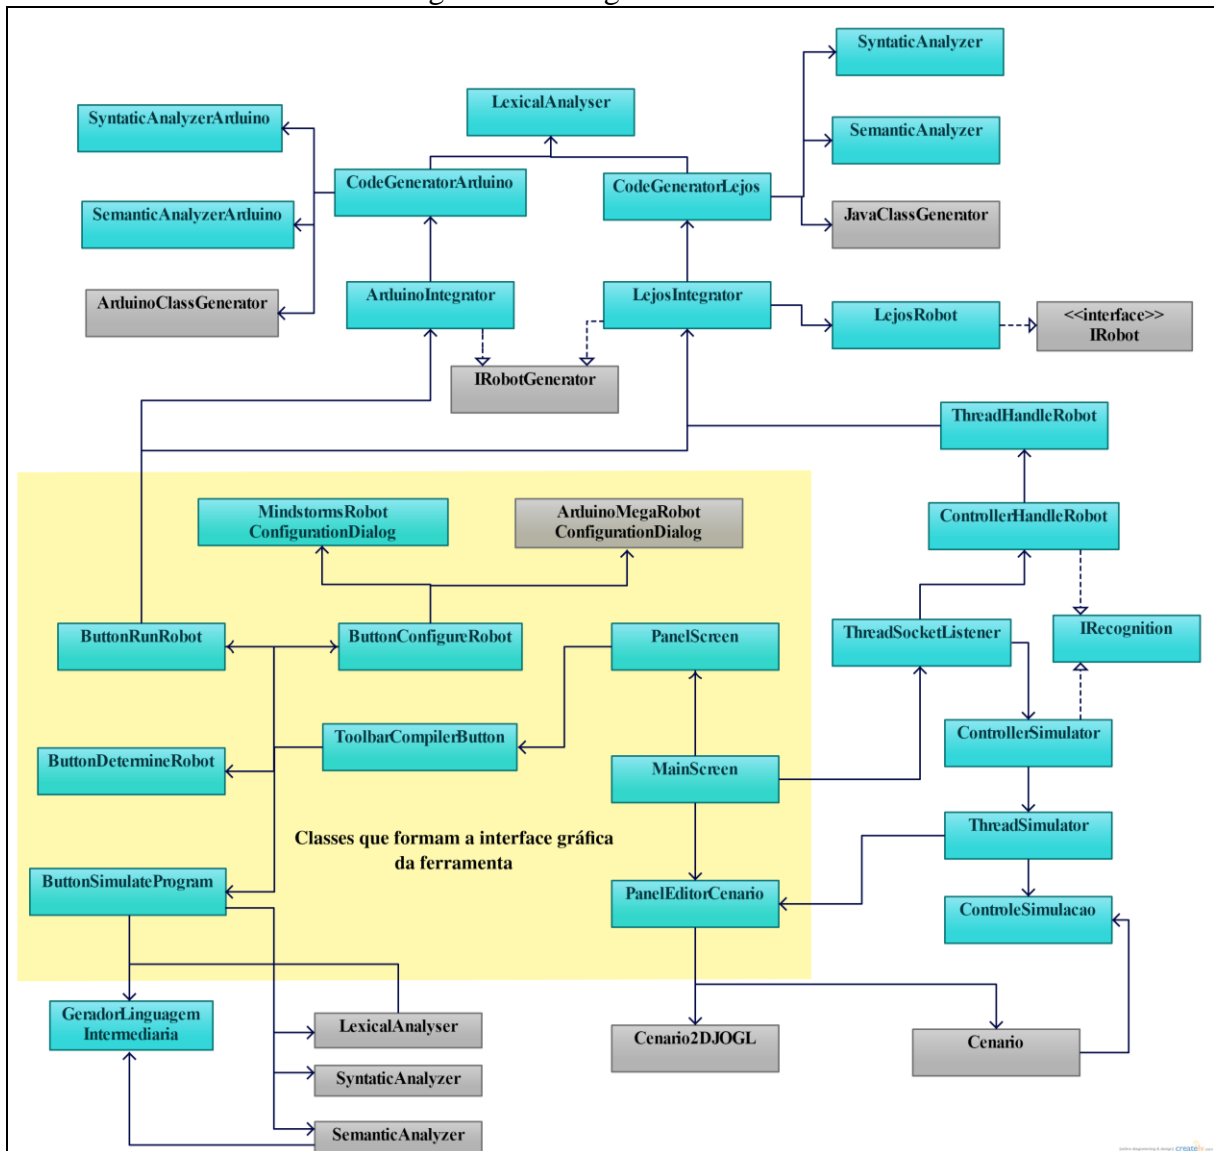 SyntaticAnalyzer
LexicalAnalyser
SyntaticAnalyzerArduino
SemanticAnalyzer
CodeGeneratorArduino
CodeGeneratorLejos
SemanticAnalyzerArduino
JavaClassGenerator
ArduinoClassGenerator
ArduinoIntegrator
LejosIntegrator
LejosRobot
<<interface>>
IRobot
IRobotGenerator
ThreadHandleRobot
MindstormsRobot
ConfigurationDialog
ArduinoMegaRobot
ConfigurationDialog
ControllerHandleRobot
ButtonRunRobot
ButtonConfigureRobot
PanelScreen
ThreadSocketListener
IRecognition
ToolbarCompilerButton
ButtonDetermineRobot
MainScreen
ControllerSimulator
Classes que formam a interface gráfica
da ferramenta
ThreadSimulator
ButtonSimulateProgram
PanelEditorCenario
ControleSimulacao
GeradorLinguagem
Intermediaria
LexicalAnalyser
Cenario2DJOGL
Cenario
SyntaticAnalyzer
SemanticAnalyzer